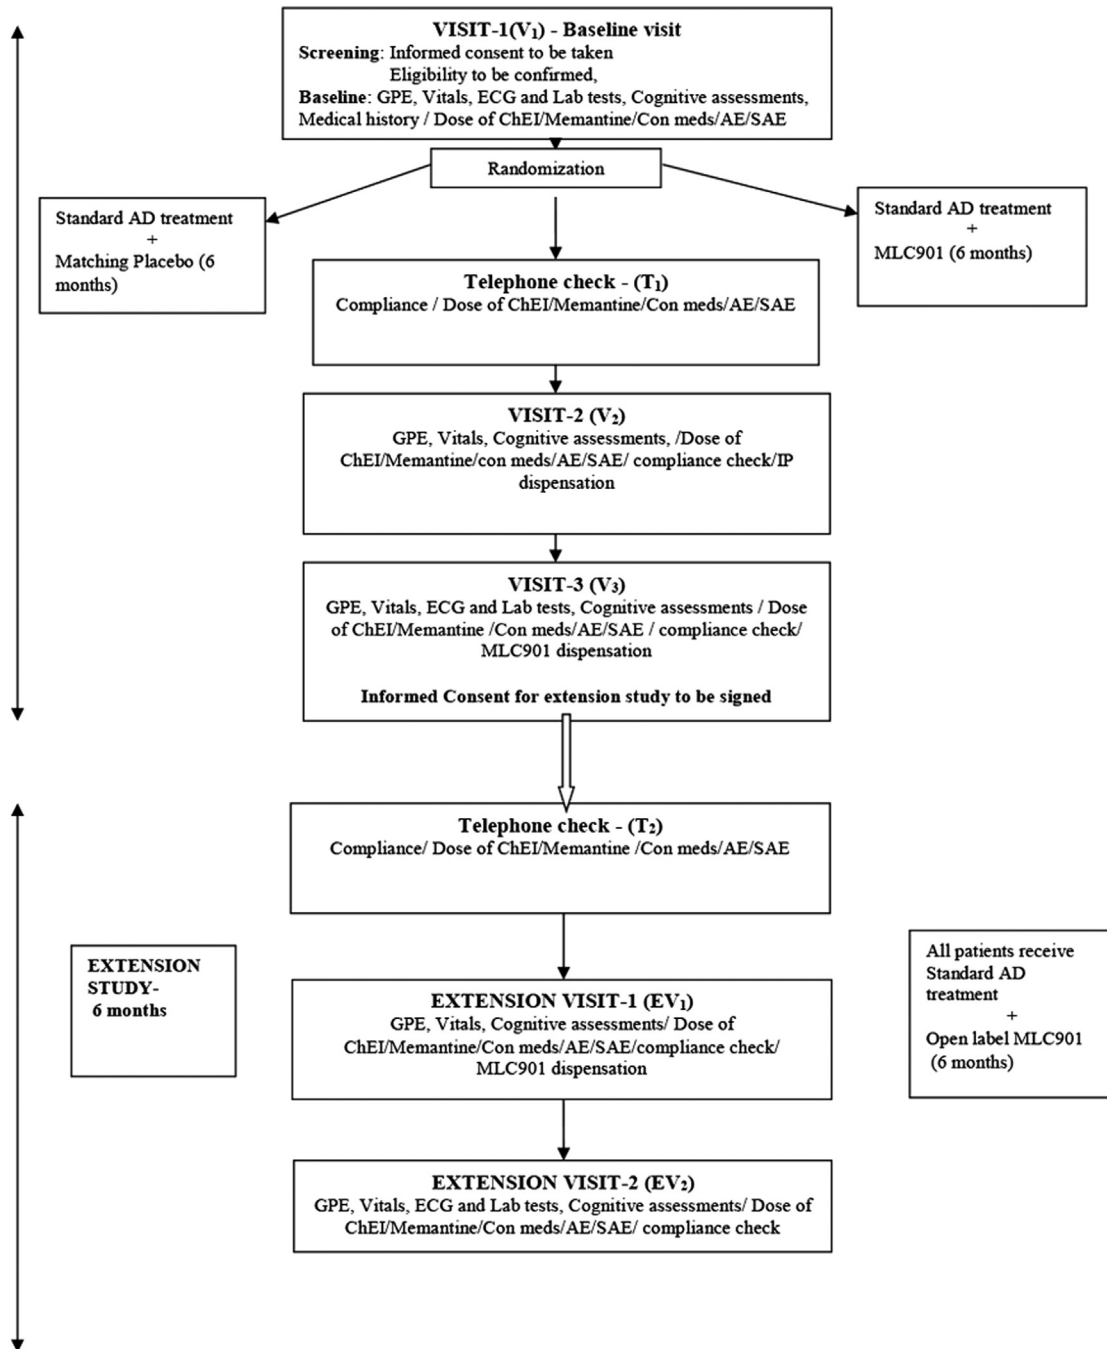 VISIT-1(V₁) - Baseline visit
Screening: Informed consent to be taken
Eligibility to be confirmed,
Baseline: GPE, Vitals, ECG and Lab tests, Cognitive assessments,
Medical history / Dose of ChEI/Memantine/Con meds/AE/SAE
Randomization
Standard AD treatment
+
Matching Placebo (6
months)
Standard AD treatment
+
MLC901 (6 months)
Telephone check - (T₁)
Compliance / Dose of ChEI/Memantine/Con meds/AE/SAE
VISIT-2 (V₂)
GPE, Vitals, Cognitive assessments, /Dose of
ChEI/Memantine/con meds/AE/SAE/ compliance check/IP
dispensation
VISIT-3 (V₃)
GPE, Vitals, ECG and Lab tests, Cognitive assessments / Dose
of ChEI/Memantine /Con meds/AE/SAE / compliance check/
MLC901 dispensation
Informed Consent for extension study to be signed
Telephone check - (T₂)
Compliance/ Dose of ChEI/Memantine /Con meds/AE/SAE
EXTENSION
STUDY-
6 months
All patients receive
Standard AD
treatment
+
Open label MLC901
(6 months)
EXTENSION VISIT-1 (EV₁)
GPE, Vitals, Cognitive assessments/ Dose of
ChEI/Memantine/Con meds/AE/SAE/compliance check/
MLC901 dispensation
EXTENSION VISIT-2 (EV₂)
GPE, Vitals, ECG and Lab tests, Cognitive assessments/ Dose of
ChEI/Memantine/Con meds/AE/SAE/ compliance check